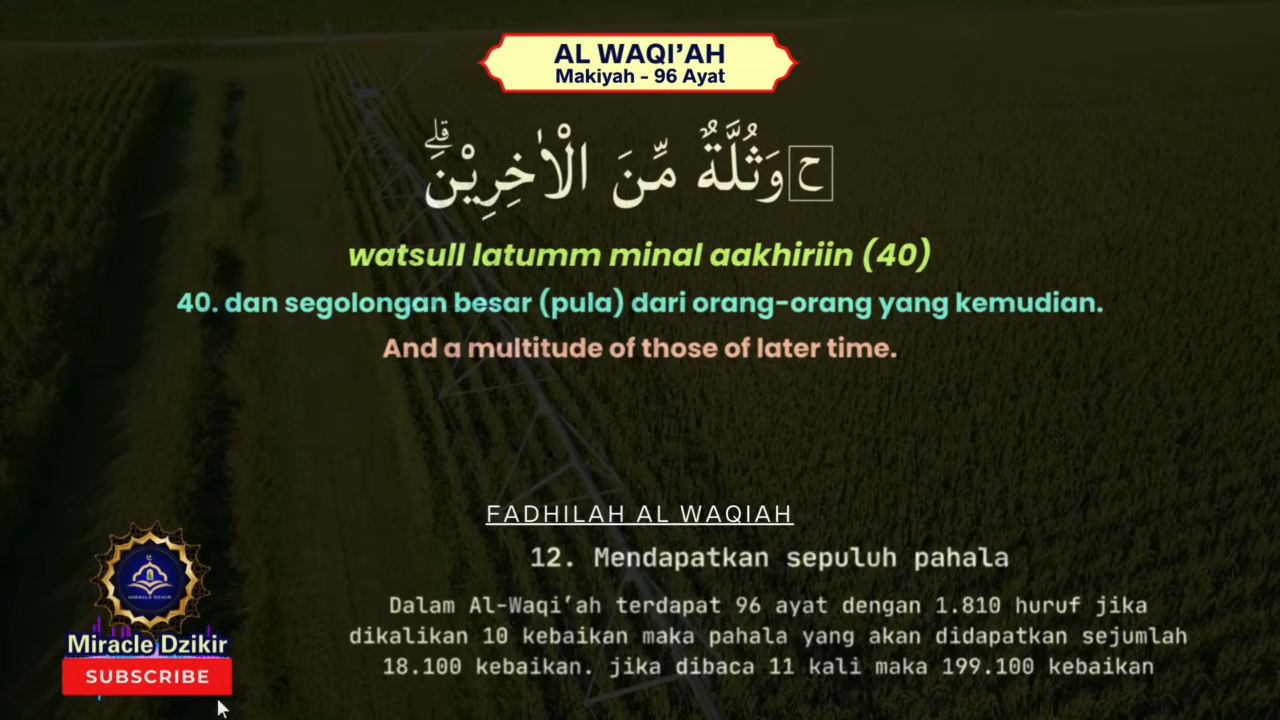 AL WAQI’AH
Makiyah - 96 Ayat
حوَثُلَّةٌ مِّنَ الْاٰخِرِيْنَۗ
watsull latumm minal aakhiriin (40)
40. dan segolongan besar (pula) dari orang-orang yang kemudian.
And a multitude of those of later time.
FADHILAH AL WAQIAH
12. Mendapatkan sepuluh pahala
Dalam Al-Waqi’ah terdapat 96 ayat dengan 1.810 huruf jika
dikalikan 10 kebaikan maka pahala yang akan didapatkan sejumlah
18.100 kebaikan. jika dibaca 11 kali maka 199.100 kebaikan
MIRACLE DZIKIR
Miracle Dzikir
SUBSCRIBE